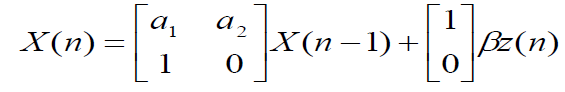 X(n) = [a₁ a₂; 1 0] X(n − 1) + [1; 0] βz(n)